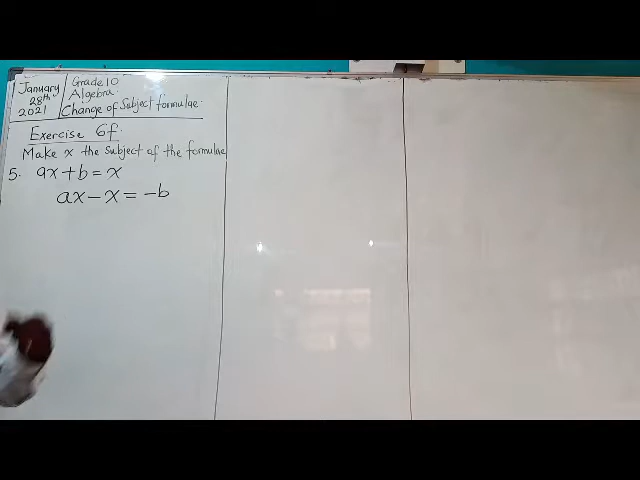 January 28th 2021
Grade 10
Algebra.
Change of Subject formulae.
Exercise 6f.
Make x the subject of the formulae
5. ax + b = x
ax - x = -b